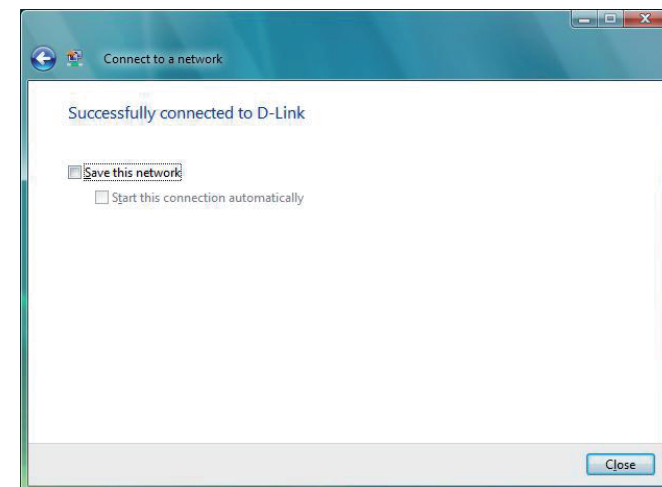 Connect to a network
Successfully connected to D-Link
Save this network
Start this connection automatically
Close